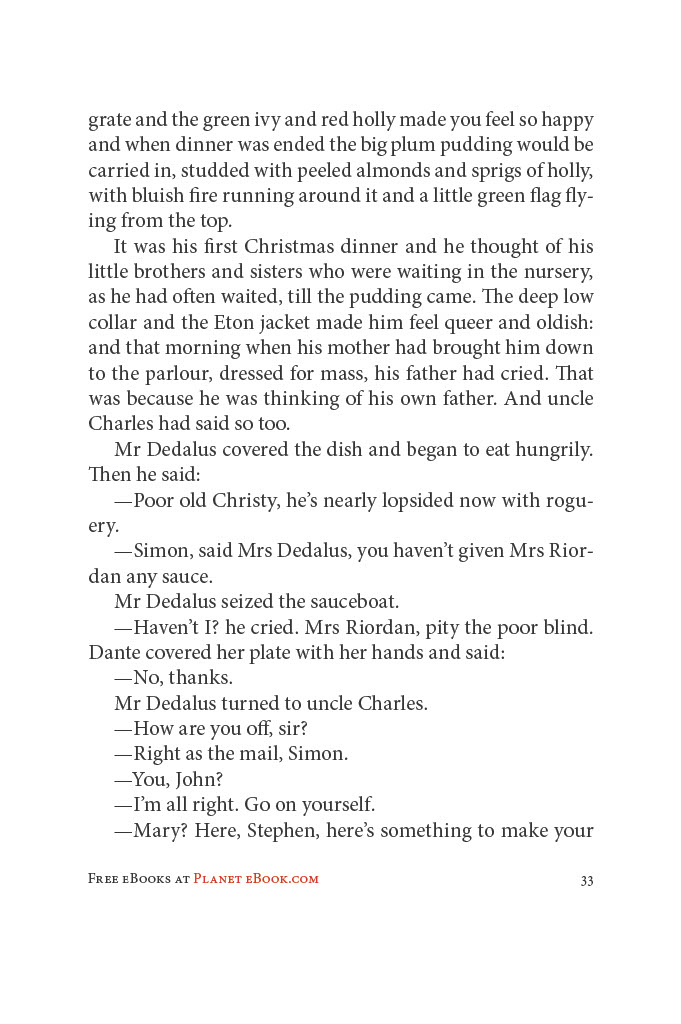 grate and the green ivy and red holly made you feel so happy
and when dinner was ended the big plum pudding would be
carried in, studded with peeled almonds and sprigs of holly,
with bluish fire running around it and a little green flag fly-
ing from the top.
It was his first Christmas dinner and he thought of his
little brothers and sisters who were waiting in the nursery,
as he had often waited, till the pudding came. The deep low
collar and the Eton jacket made him feel queer and oldish:
and that morning when his mother had brought him down
to the parlour, dressed for mass, his father had cried. That
was because he was thinking of his own father. And uncle
Charles had said so too.
Mr Dedalus covered the dish and began to eat hungrily.
Then he said:
—Poor old Christy, he’s nearly lopsided now with rogu-
ery.
—Simon, said Mrs Dedalus, you haven’t given Mrs Rior-
dan any sauce.
Mr Dedalus seized the sauceboat.
—Haven’t I? he cried. Mrs Riordan, pity the poor blind.
Dante covered her plate with her hands and said:
—No, thanks.
Mr Dedalus turned to uncle Charles.
—How are you off, sir?
—Right as the mail, Simon.
—You, John?
—I’m all right. Go on yourself.
—Mary? Here, Stephen, here’s something to make your
Free eBooks at Planet eBook.com 33